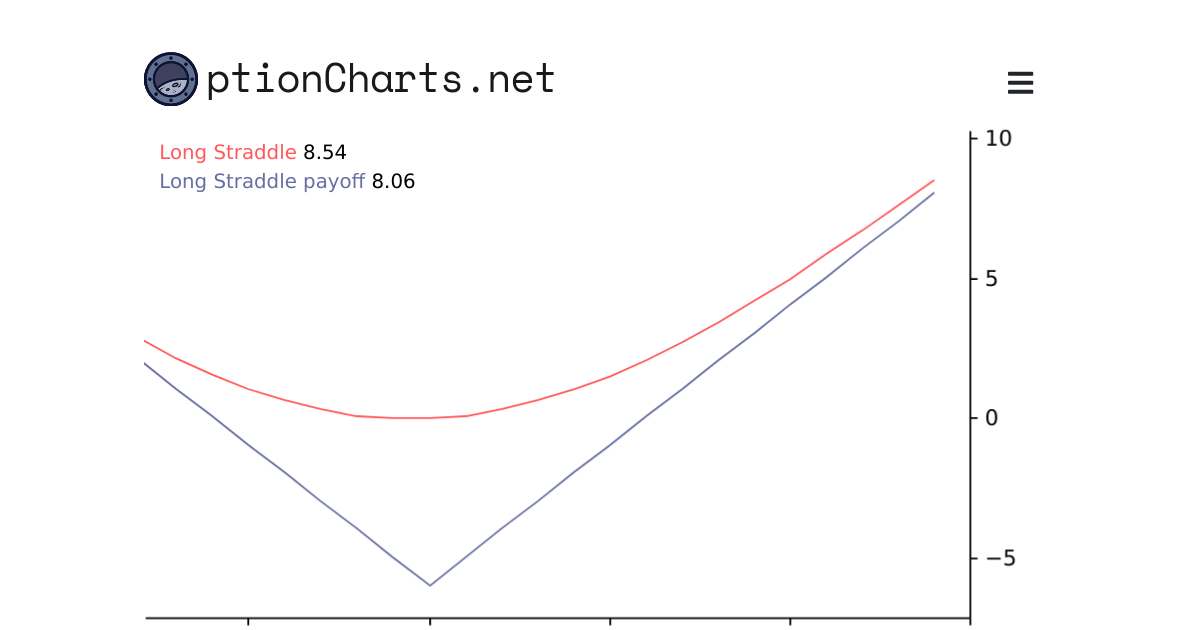 ptionCharts.net
Long Straddle 8.54
Long Straddle payoff 8.06
10
5
0
−5